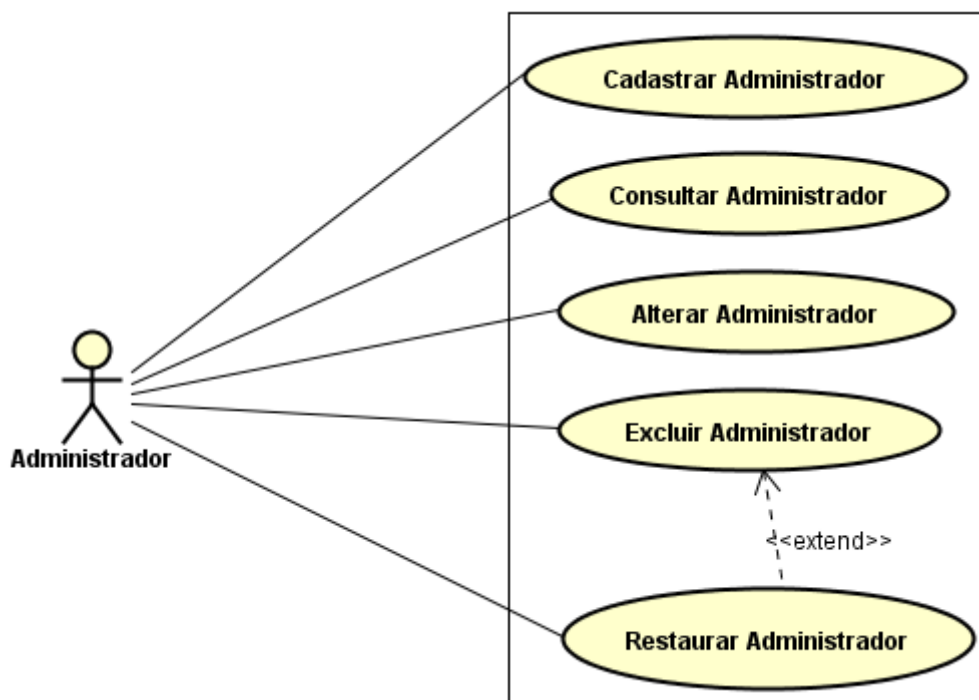 Cadastrar Administrador
Consultar Administrador
Alterar Administrador
Excluir Administrador
Administrador
<<extend>>
Restaurar Administrador